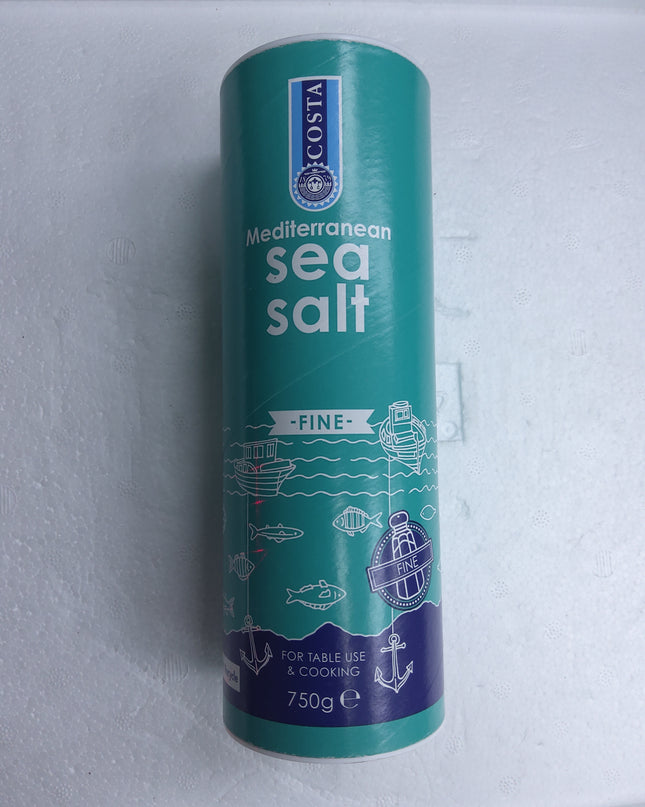 COSTA
Mediterranean
sea
salt
-FINE-
FINE
FOR TABLE USE
& COOKING
750g ℮